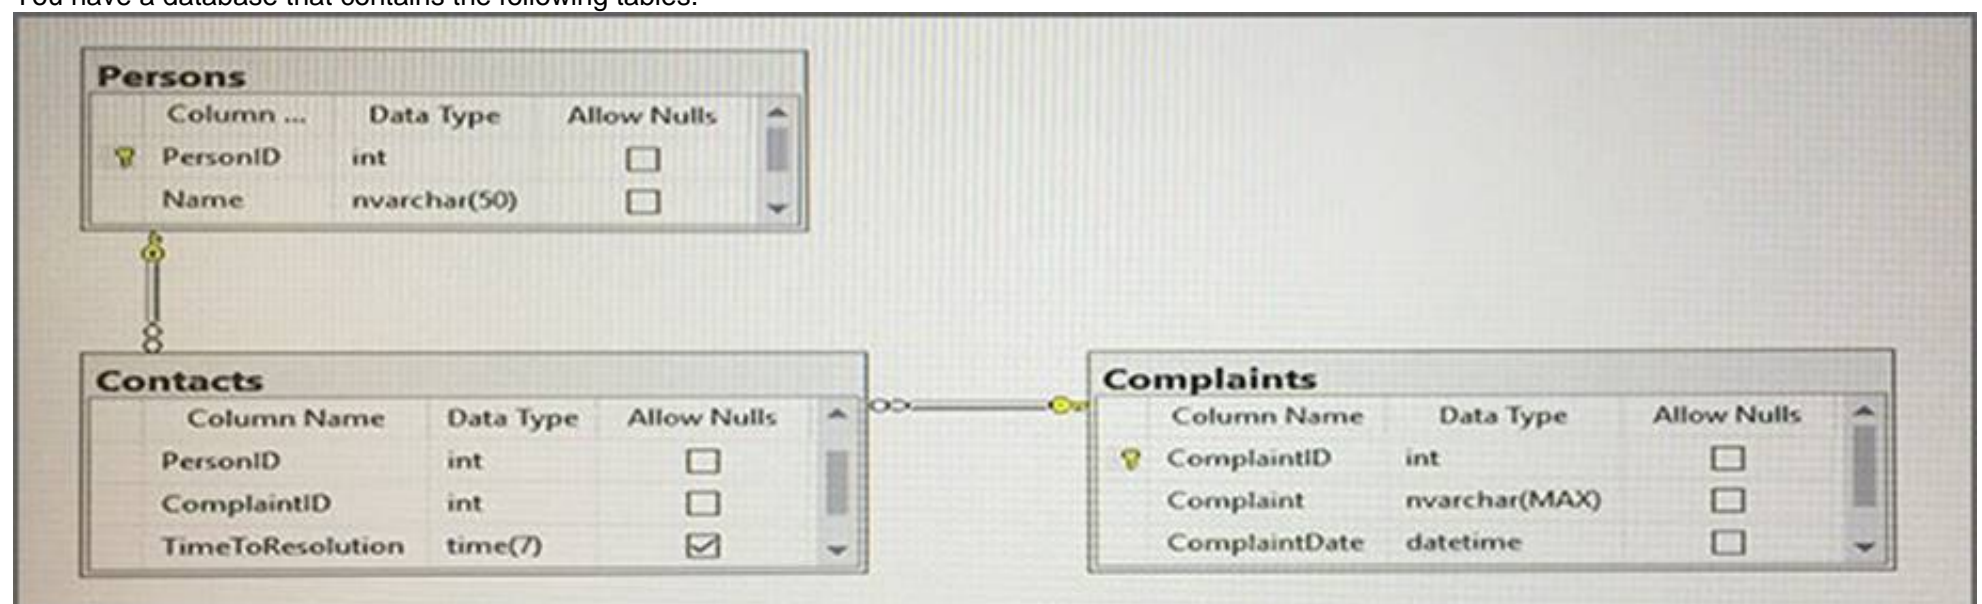 You have a database that contains the following tables.
Persons
Column ... Data Type Allow Nulls
PersonID int
Name nvarchar(50)
Contacts
Column Name Data Type Allow Nulls
PersonID int
ComplaintID int
TimeToResolution time(7)
Complaints
Column Name Data Type Allow Nulls
ComplaintID int
Complaint nvarchar(MAX)
ComplaintDate datetime